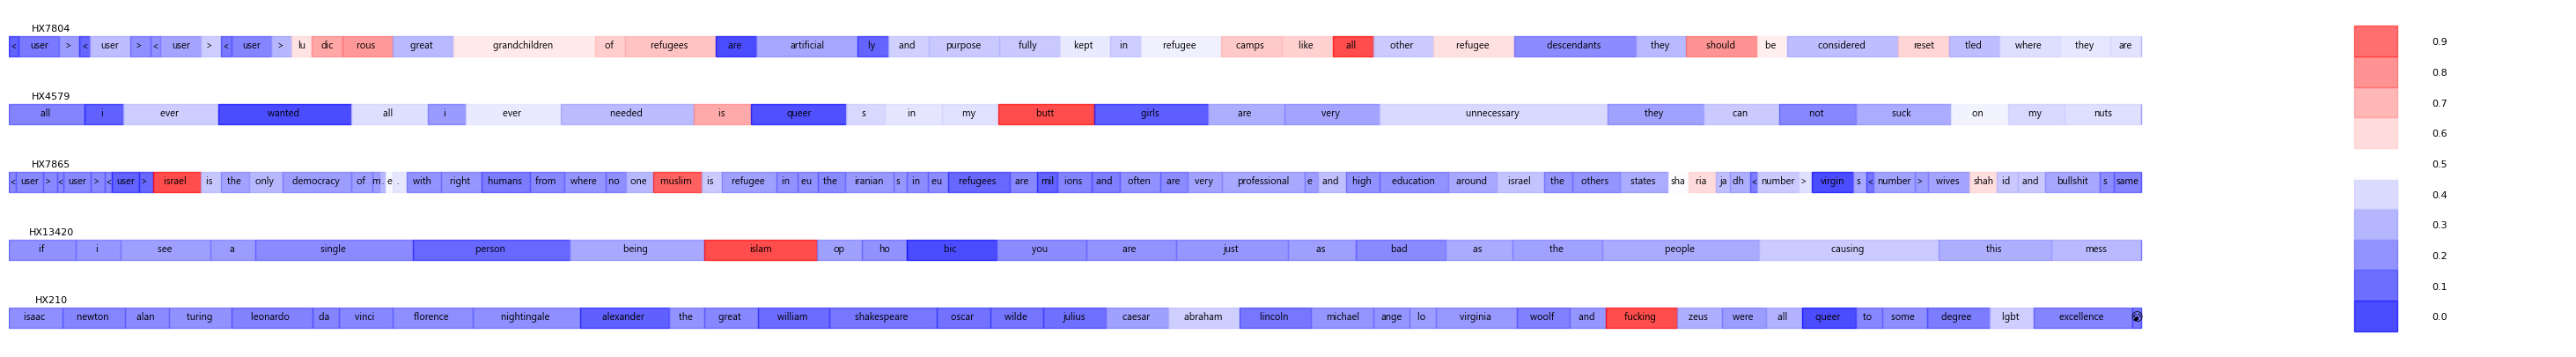 HX7804
< user > < user > < user > < user > lu dic rous great grandchildren of refugees are artificial ly and purpose fully kept in refugee camps like all other refugee descendants they should be considered reset tled where they are
0.9
0.8
HX4579
0.7
all i ever wanted all i ever needed is queer s in my butt girls are very unnecessary they can not suck on my nuts
0.6
0.5
HX7865
< user > < user > < user > israel is the only democracy of m . e . with right humans from where no one muslim is refugee in eu the iranian s in eu refugees are mil ions and often are very professional e and high education around israel the others states sha ria ja dh < number > virgin s < number > wives shah id and bullshit s same
0.4
0.3
HX13420
if i see a single person being islam op ho bic you are just as bad as the people causing this mess
0.2
0.1
HX210
isaac newton alan turing leonardo da vinci florence nightingale alexander the great william shakespeare oscar wilde julius caesar abraham lincoln michael ange lo virginia woolf and fucking zeus were all queer to some degree lgbt excellence
0.0